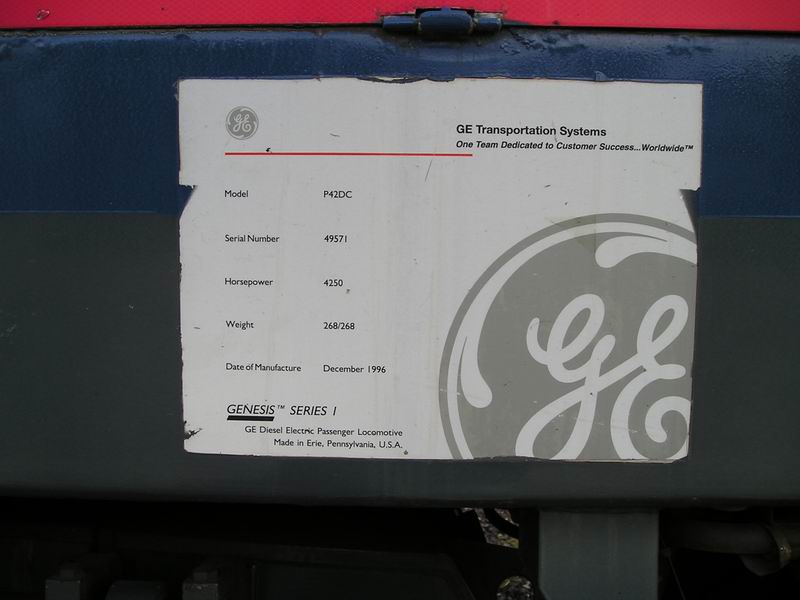 GE
GE Transportation Systems
One Team Dedicated to Customer Success...Worldwide™
Model P42DC
Serial Number 49571
Horsepower 4250
Weight 268/268
Date of Manufacture December 1996
GENESIS™ SERIES I
GE Diesel Electric Passenger Locomotive
Made in Erie, Pennsylvania, U.S.A.
GE